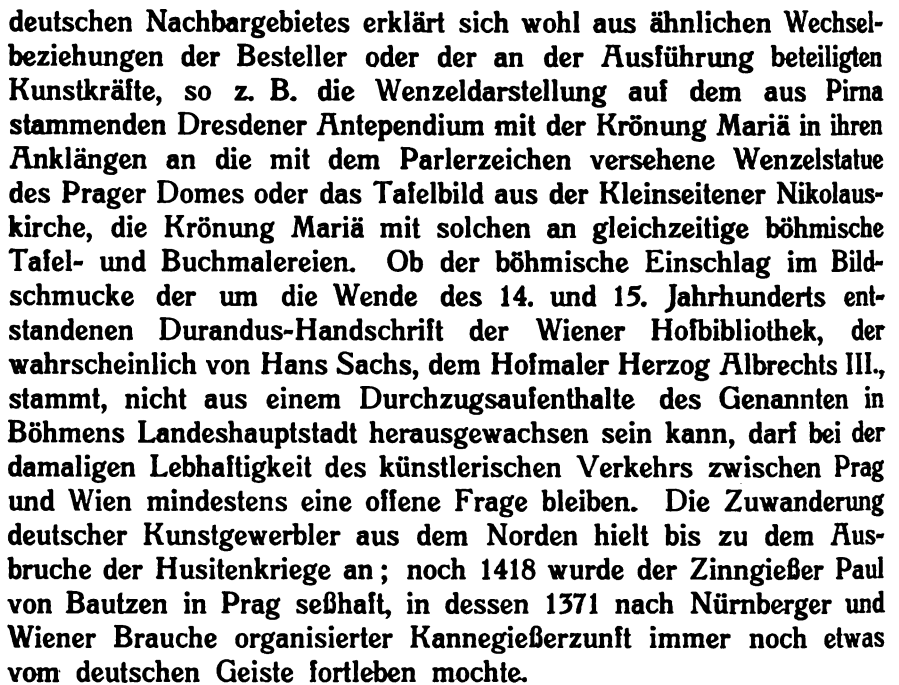 deutschen Nachbargebietes erklärt sich wohl aus ähnlichen Wechsel-
beziehungen der Besteller oder der an der Ausführung beteiligten
Kunstkräfte, so z. B. die Wenzeldarstellung auf dem aus Pirna
stammenden Dresdener Antependium mit der Krönung Mariä in ihren
Anklängen an die mit dem Parlerzeichen versehene Wenzelstatue
des Prager Domes oder das Tafelbild aus der Kleinseitener Nikolaus-
kirche, die Krönung Mariä mit solchen an gleichzeitige böhmische
Tafel- und Buchmalereien. Ob der böhmische Einschlag im Bild-
schmucke der um die Wende des 14. und 15. Jahrhunderts ent-
standenen Durandus-Handschrift der Wiener Hofbibliothek, der
wahrscheinlich von Hans Sachs, dem Hofmaler Herzog Albrechts III.,
stammt, nicht aus einem Durchzugsaufenthalte des Genannten in
Böhmens Landeshauptstadt herausgewachsen sein kann, darf bei der
damaligen Lebhaftigkeit des künstlerischen Verkehrs zwischen Prag
und Wien mindestens eine offene Frage bleiben. Die Zuwanderung
deutscher Kunstgewerbler aus dem Norden hielt bis zu dem Aus-
bruche der Husitenkriege an; noch 1418 wurde der Zinngießer Paul
von Bautzen in Prag seßhaft, in dessen 1371 nach Nürnberger und
Wiener Brauche organisierter Kannegießerzunft immer noch etwas
vom deutschen Geiste fortleben mochte.